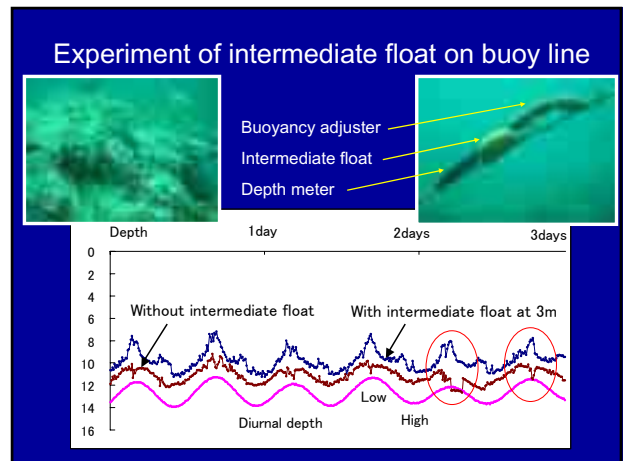 Experiment of intermediate float on buoy line
Buoyancy adjuster
Intermediate float
Depth meter
Depth 1day 2days 3days
0
2
4
6
Without intermediate float With intermediate float at 3m
8
10
12
Low
14
Diurnal depth High
16